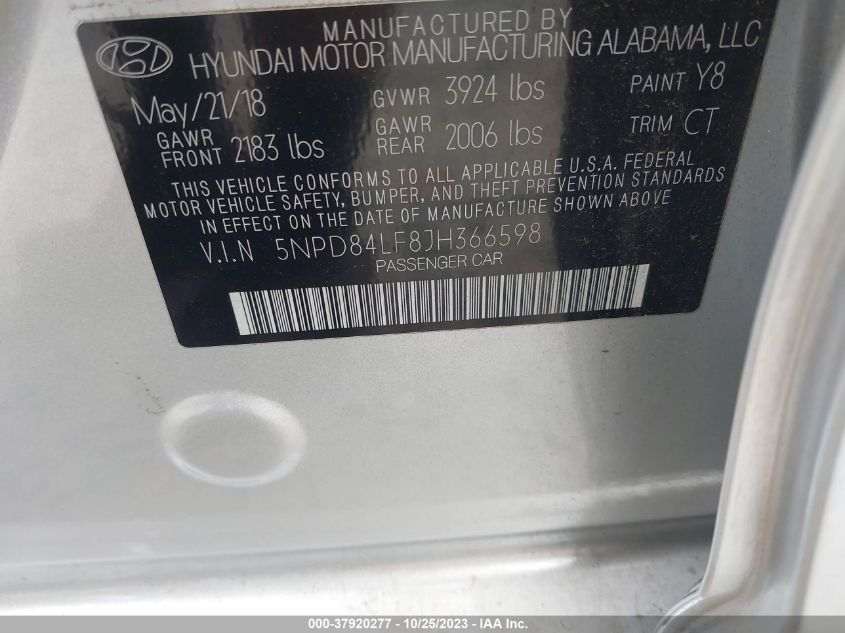 MANUFACTURED BY
HYUNDAI MOTOR MANUFACTURING ALABAMA, LLC
May/21/18 GVWR 3924 lbs PAINT Y8
GAWR FRONT 2183 lbs GAWR REAR 2006 lbs TRIM CT
THIS VEHICLE CONFORMS TO ALL APPLICABLE U.S.A. FEDERAL
MOTOR VEHICLE SAFETY, BUMPER, AND THEFT PREVENTION STANDARDS
IN EFFECT ON THE DATE OF MANUFACTURE SHOWN ABOVE
V.I.N 5NPD84LF8JH366598
PASSENGER CAR
000-37920277 - 10/25/2023 - IAA Inc.